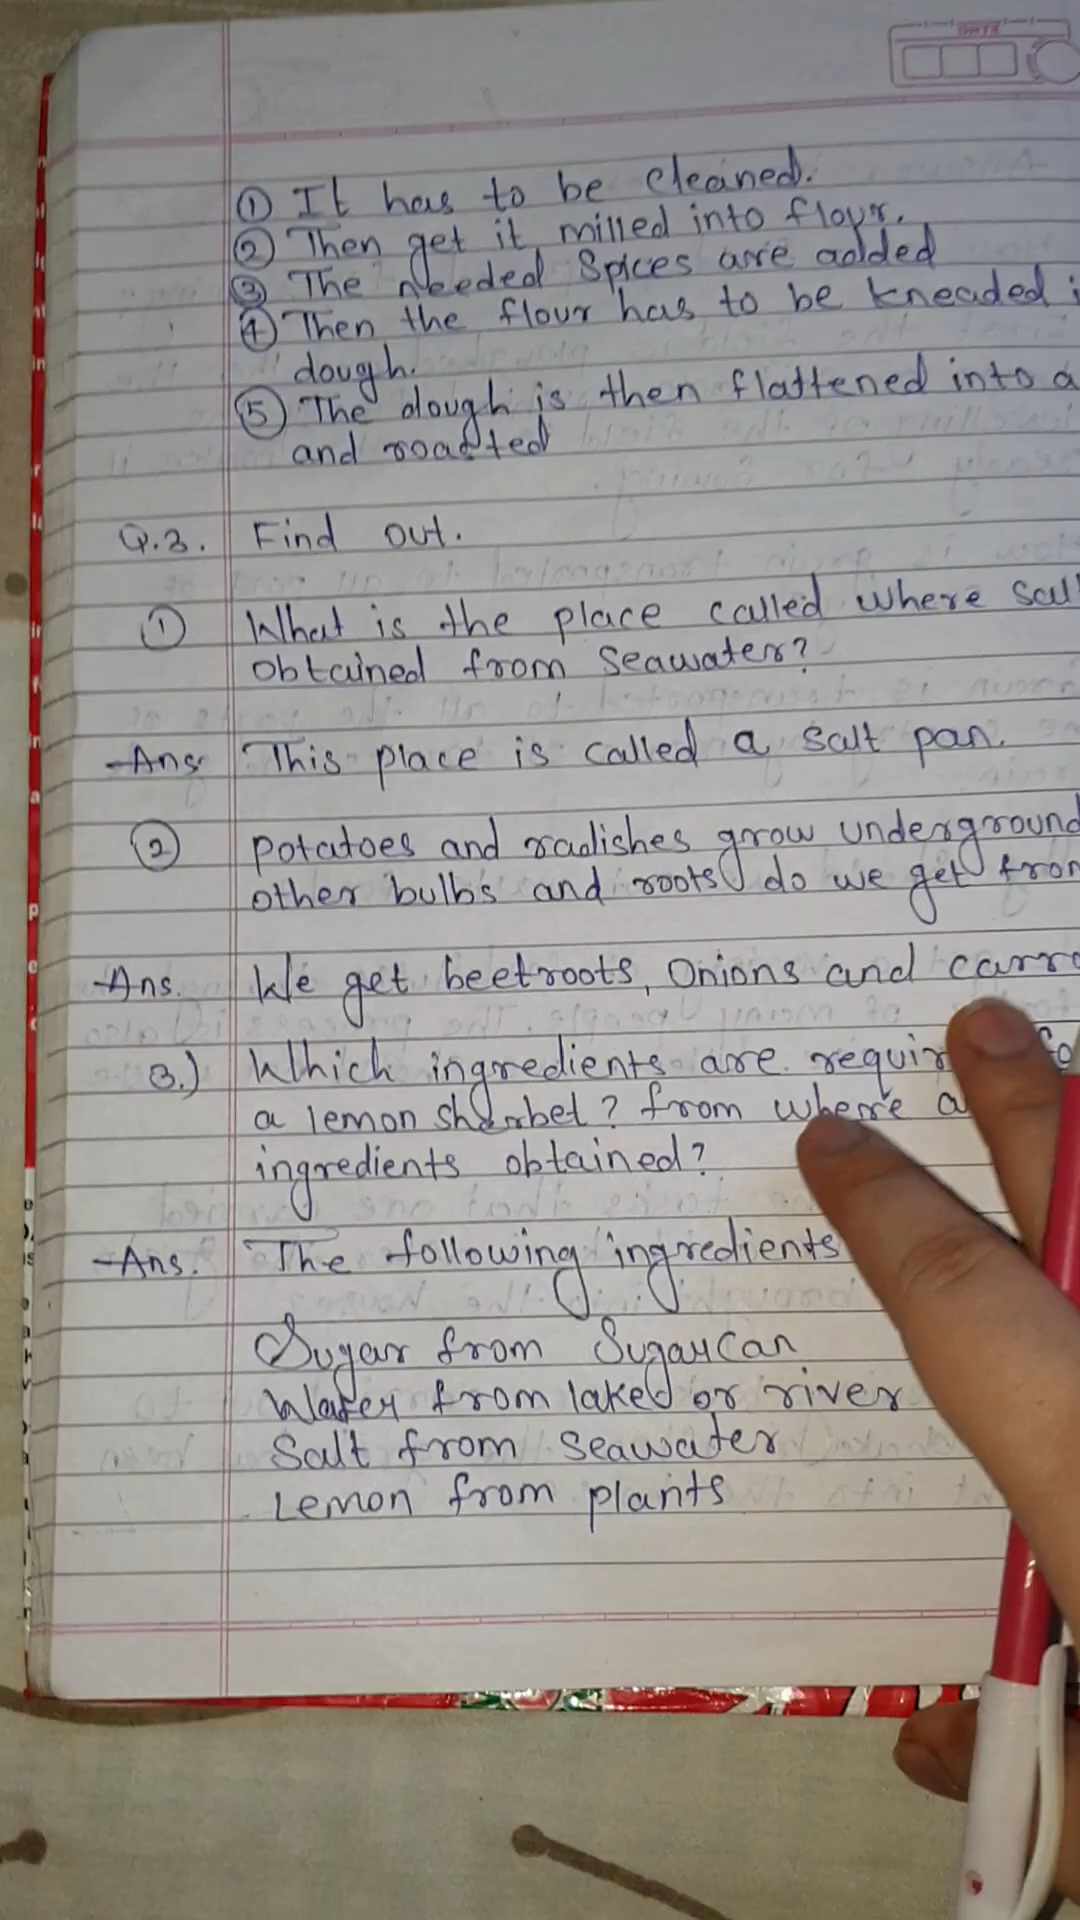 DATE
① It has to be cleaned.
② Then get it milled into flour.
③ The needed spices are added
④ Then the flour has to be kneaded
dough.
⑤ The dough is then flattened into a
and roasted
Q.3. Find out.
① What is the place called where
obtained from seawater?
Ans. This place is called a salt pan.
② potatoes and radishes grow underground
other bulbs and roots do we get
Ans. We get beetroots, onions and
3.) Which ingredients are
a lemon sherbet? from where
ingredients obtained?
Ans. The following ingredients
Sugar from Sugarcan
Water from lake or river
Salt from seawater
Lemon from plants